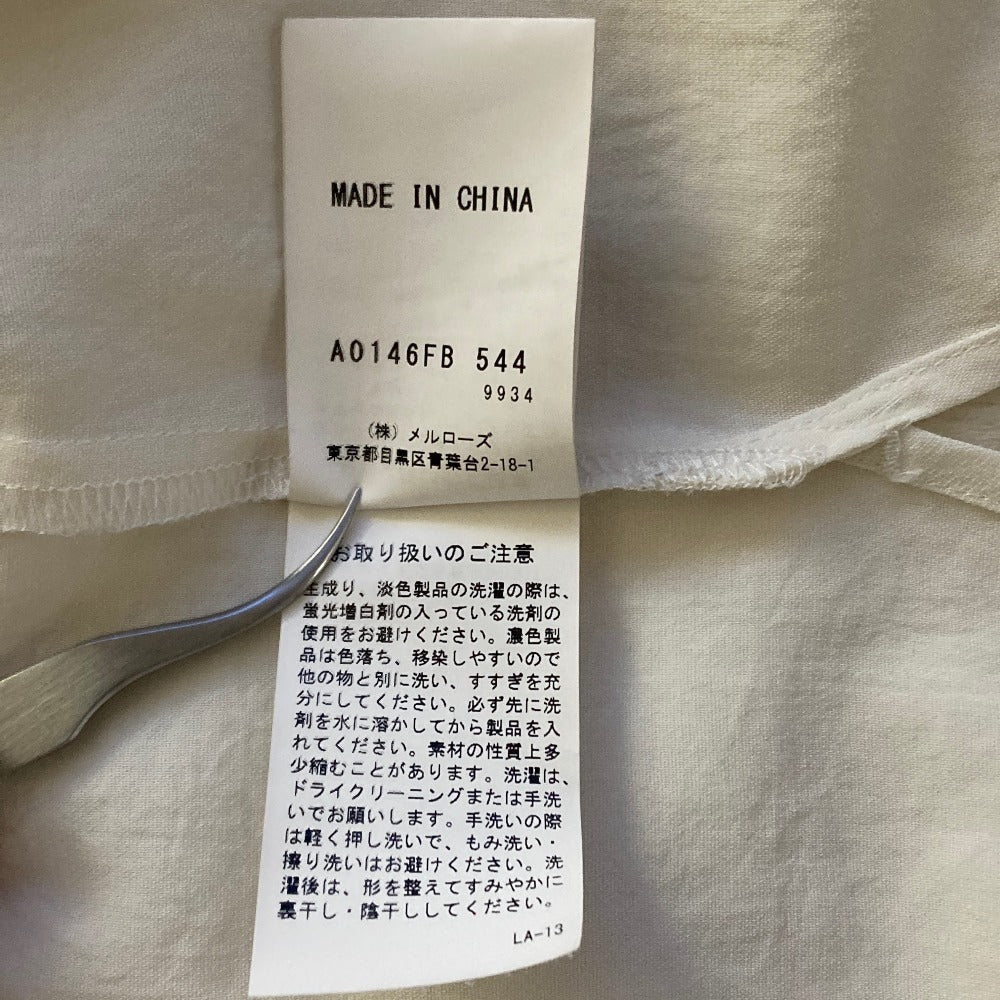 MADE IN CHINA
A0146FB 544
9934
(株) メルローズ
東京都目黒区青葉台2-18-1
お取り扱いのご注意
生成り、淡色製品の洗濯の際は、
蛍光増白剤の入っている洗剤の
使用をお避けください。濃色製
品は色落ち、移染しやすいので
他の物と別に洗い、すすぎを充
分にしてください。必ず先に洗
剤を水に溶かしてから製品を入
れてください。素材の性質上多
少縮むことがあります。洗濯は、
ドライクリーニングまたは手洗
いでお願いします。手洗いの際
は軽く押し洗いで、もみ洗い・
擦り洗いはお避けください。洗
濯後は、形を整えてすみやかに
裏干し・陰干ししてください。
LA-13